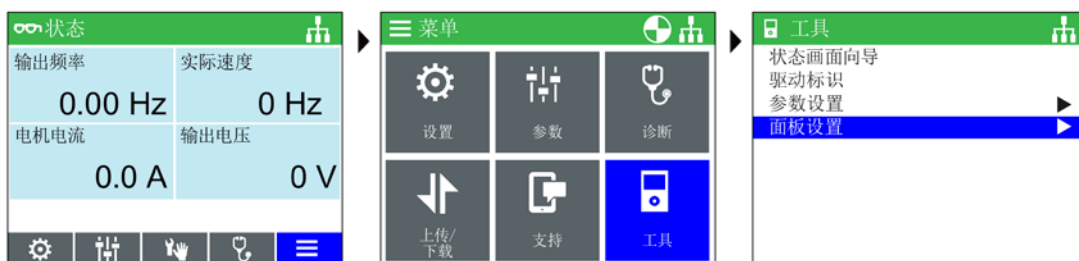 状态
输出频率
实际速度
0.00 Hz
0 Hz
电机电流
输出电压
0.0 A
0 V
菜单
设置
参数
诊断
上传/
下载
支持
工具
工具
状态画面向导
驱动标识
参数设置
面板设置